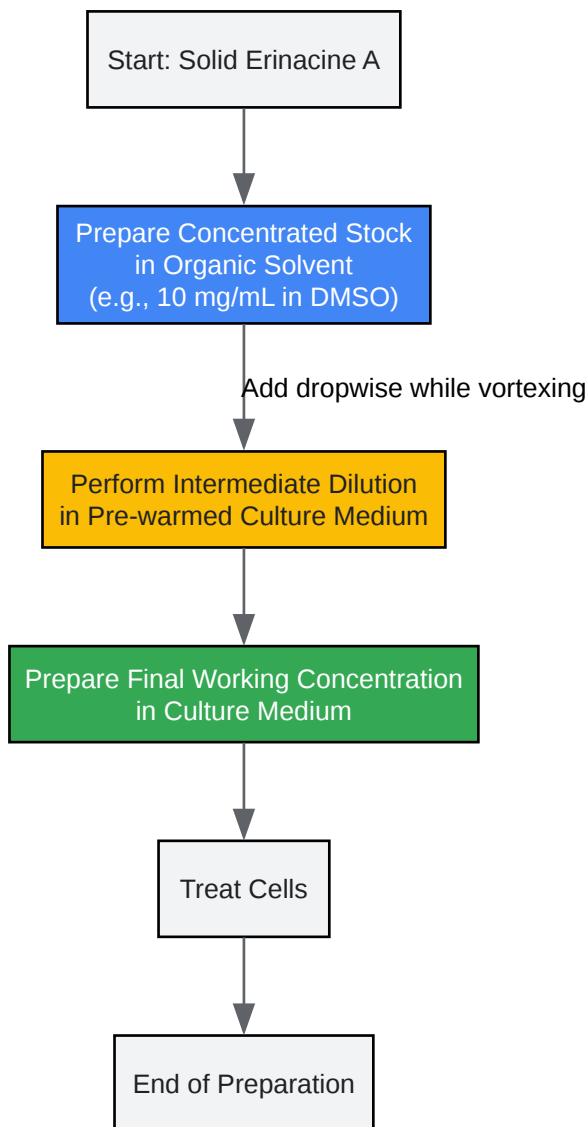 Start: Solid Erinacine A
Prepare Concentrated Stock
in Organic Solvent
(e.g., 10 mg/mL in DMSO)
Add dropwise while vortexing
Perform Intermediate Dilution
in Pre-warmed Culture Medium
Prepare Final Working Concentration
in Culture Medium
Treat Cells
End of Preparation